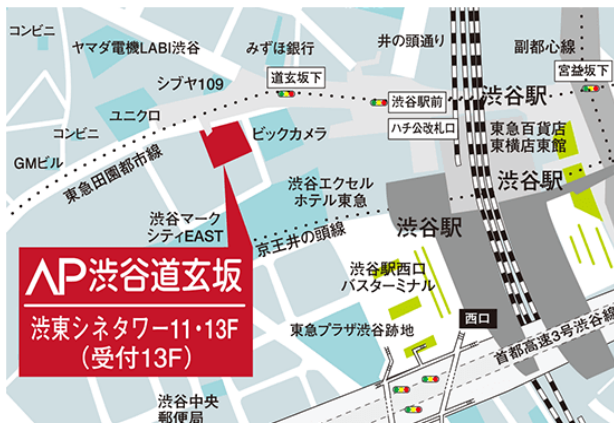 コンビニ
ヤマダ電機LABI渋谷
みずほ銀行
井の頭通り
副都心線
宮益坂下
シブヤ109
道玄坂下
渋谷駅前
渋谷駅
ユニクロ
ハチ公改札口
コンビニ
ビックカメラ
東急百貨店
東横店東館
GMビル
東急田園都市線
渋谷駅
渋谷エクセル
ホテル東急
渋谷マーク
シティEAST
京王井の頭線
渋谷駅
AP渋谷道玄坂
渋東シネタワー11・13F
(受付13F)
渋谷駅西口
バスターミナル
西口
東急プラザ渋谷跡地
首都高速3号渋谷線
渋谷中央
郵便局